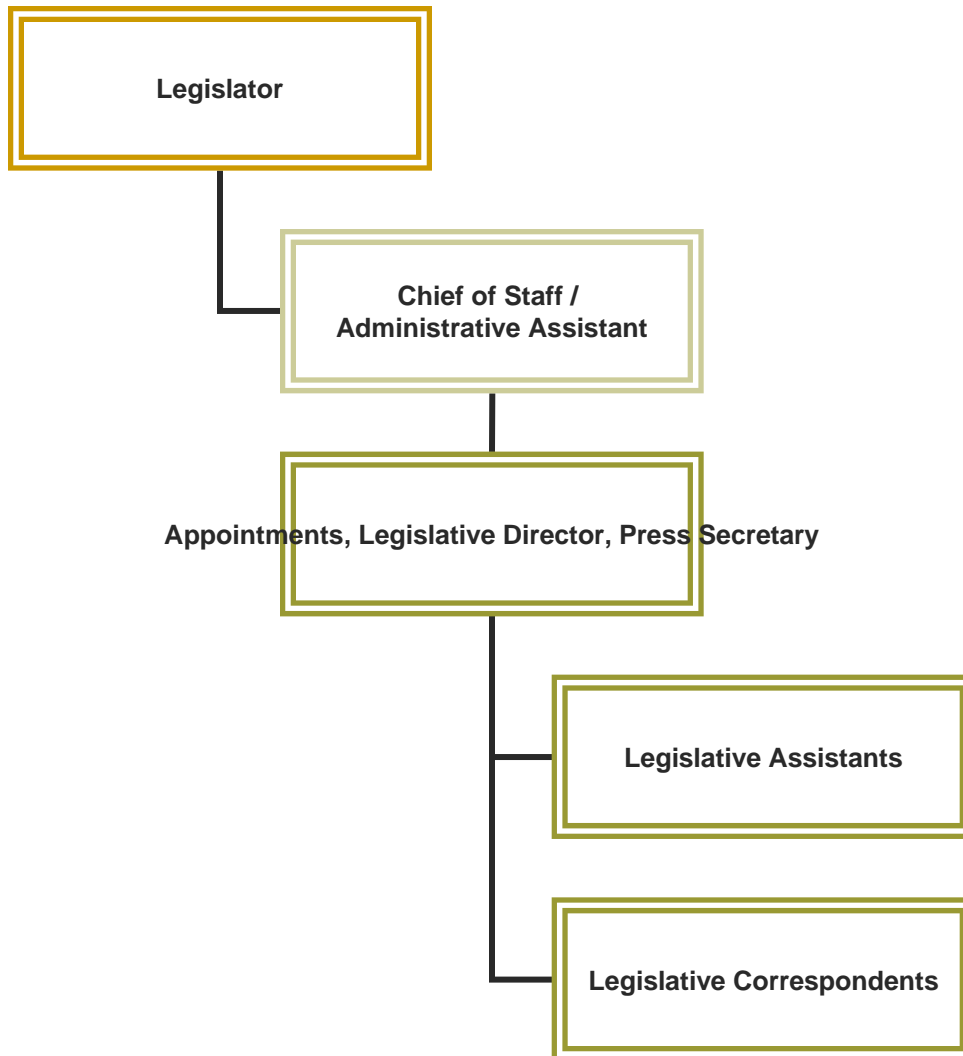 Legislator
Chief of Staff /
Administrative Assistant
Appointments, Legislative Director, Press Secretary
Legislative Assistants
Legislative Correspondents